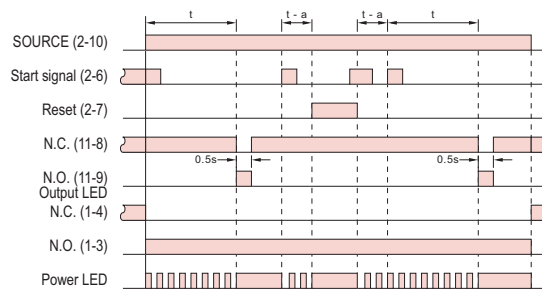 t t - a t - a t
SOURCE (2-10)
Start signal (2-6)
Reset (2-7)
N.C. (11-8)
0.5s 0.5s
N.O. (11-9)
Output LED
N.C. (1-4)
N.O. (1-3)
Power LED